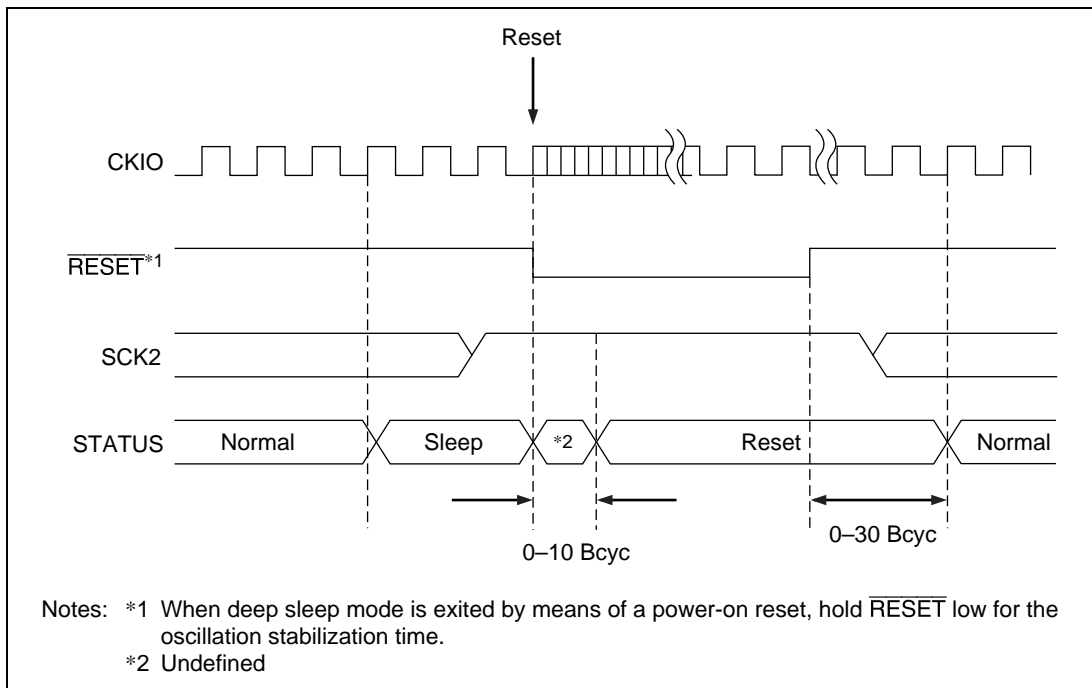 Reset
CKIO
RESET*1
SCK2
STATUS Normal Sleep *2 Reset Normal
0–10 Bcyc
0–30 Bcyc
Notes: *1 When deep sleep mode is exited by means of a power-on reset, hold RESET low for the
oscillation stabilization time.
*2 Undefined